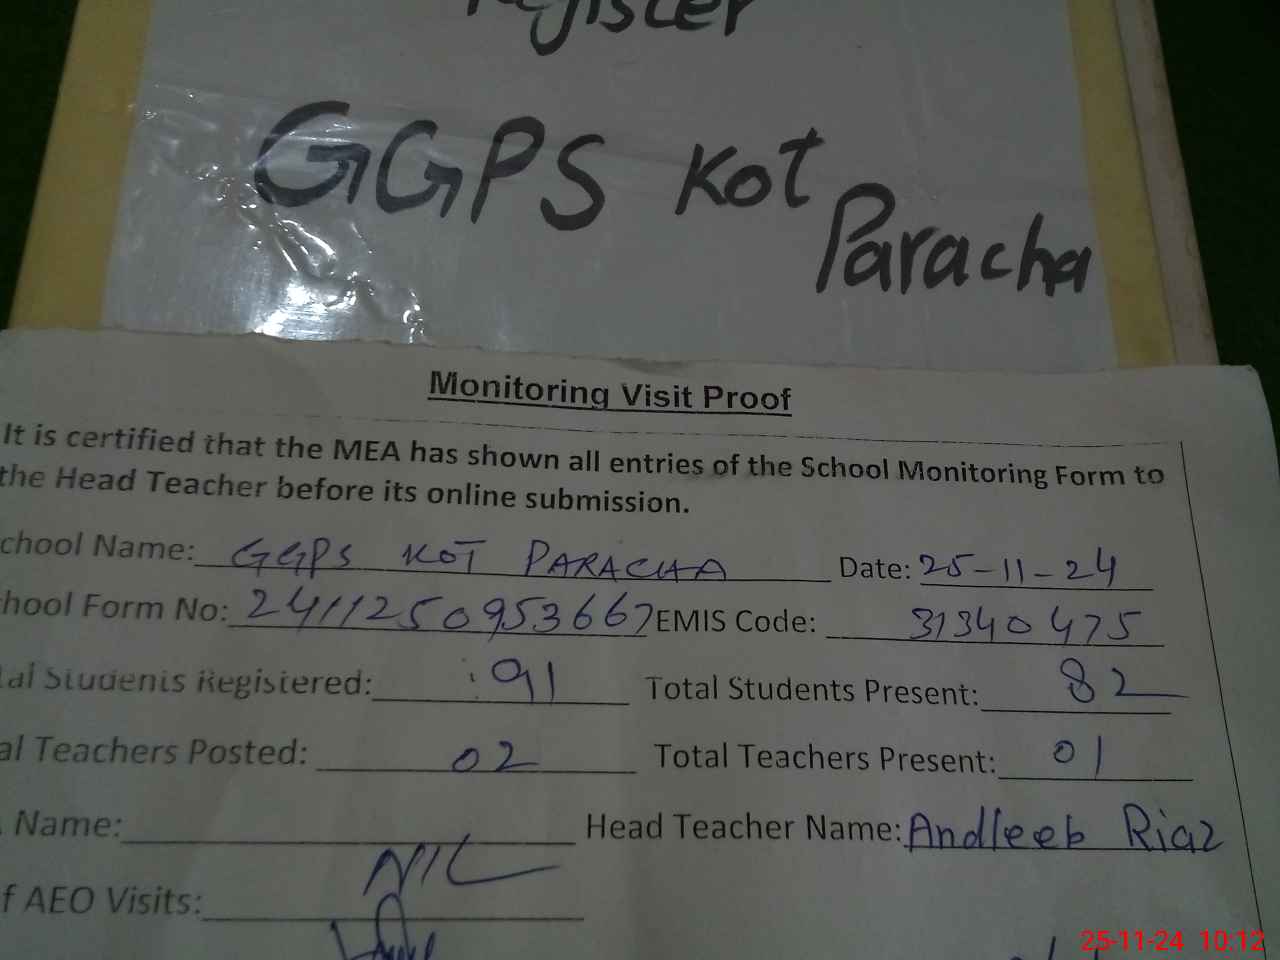 Register
GGPS Kot
Paracha
Monitoring Visit Proof
It is certified that the MEA has shown all entries of the School Monitoring Form to
the Head Teacher before its online submission.
chool Name: GGPS KOT PARACHA Date: 25-11-24
hool Form No: 2411250953667 EMIS Code: 31340475
tal Students Registered: 91 Total Students Present: 82
al Teachers Posted: 02 Total Teachers Present: 01
Name: Head Teacher Name: Andleeb Riaz
NIL
f AEO Visits:
25-11-24 10:12